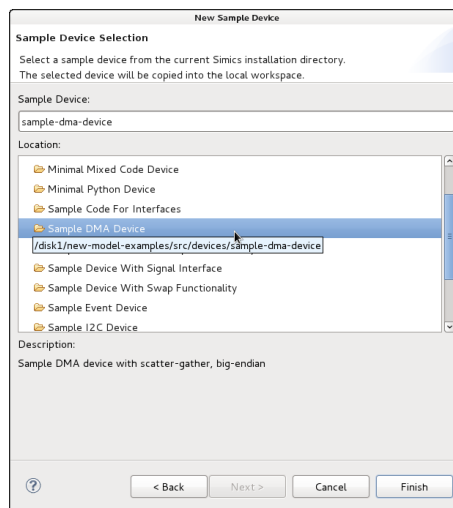 New Sample Device
Sample Device Selection
Select a sample device from the current Simics installation directory.
The selected device will be copied into the local workspace.
Sample Device:
sample-dma-device
Location:
Minimal Mixed Code Device
Minimal Python Device
Sample Code For Interfaces
Sample DMA Device
/disk1/new-model-examples/src/devices/sample-dma-device
Sample Device With Signal Interface
Sample Device With Swap Functionality
Sample Event Device
Sample I2C Device
Description:
Sample DMA device with scatter-gather, big-endian
? < Back Next > Cancel Finish